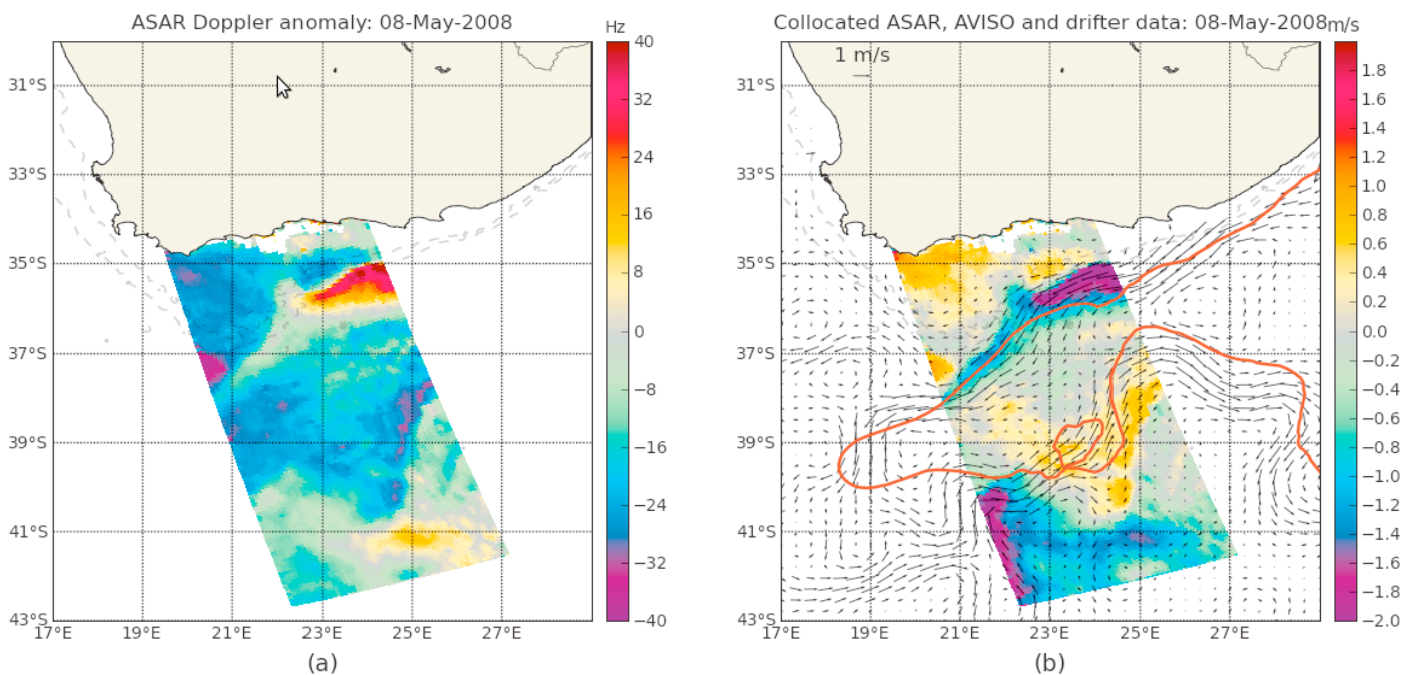 ASAR Doppler anomaly: 08-May-2008
Hz
40
32
24
16
8
0
−8
−16
−24
−32
−40
31°S
33°S
35°S
37°S
39°S
41°S
43°S
17°E
19°E
21°E
23°E
25°E
27°E
(a)
Collocated ASAR, AVISO and drifter data: 08-May-2008
m/s
1 m/s
1.8
1.6
1.4
1.2
1.0
0.8
0.6
0.4
0.2
0.0
−0.2
−0.4
−0.6
−0.8
−1.0
−1.2
−1.4
−1.6
−1.8
−2.0
31°S
33°S
35°S
37°S
39°S
41°S
43°S
17°E
19°E
21°E
23°E
25°E
27°E
(b)